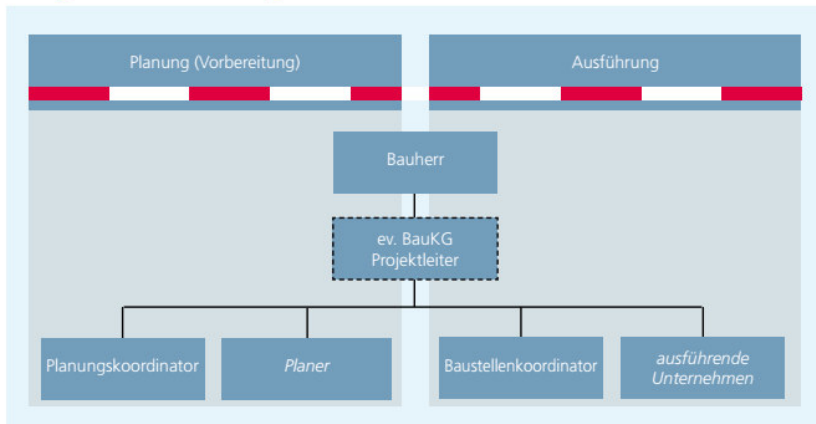 Planung (Vorbereitung)
Ausführung
Bauherr
ev. BauKG
Projektleiter
Planungskoordinator
Planer
Baustellenkoordinator
ausführende
Unternehmen